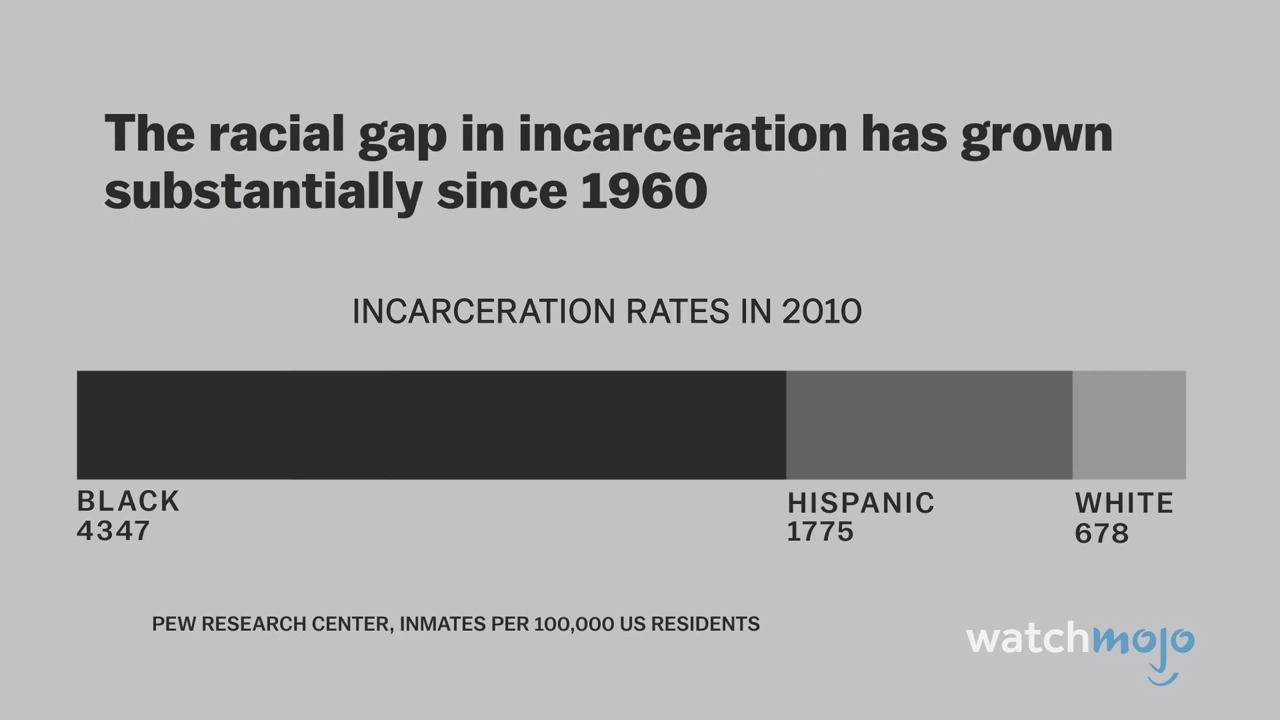 The racial gap in incarceration has grown
substantially since 1960
INCARCERATION RATES IN 2010
BLACK
4347
HISPANIC
1775
WHITE
678
PEW RESEARCH CENTER, INMATES PER 100,000 US RESIDENTS
watchmojo